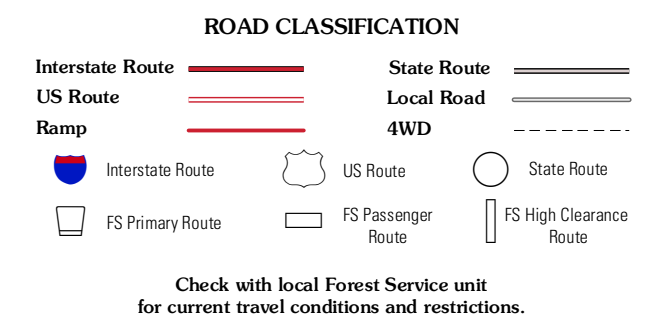 ROAD CLASSIFICATION
Interstate Route
State Route
US Route
Local Road
Ramp
4WD
Interstate Route
US Route
State Route
FS Primary Route
FS Passenger
Route
FS High Clearance
Route
Check with local Forest Service unit
for current travel conditions and restrictions.